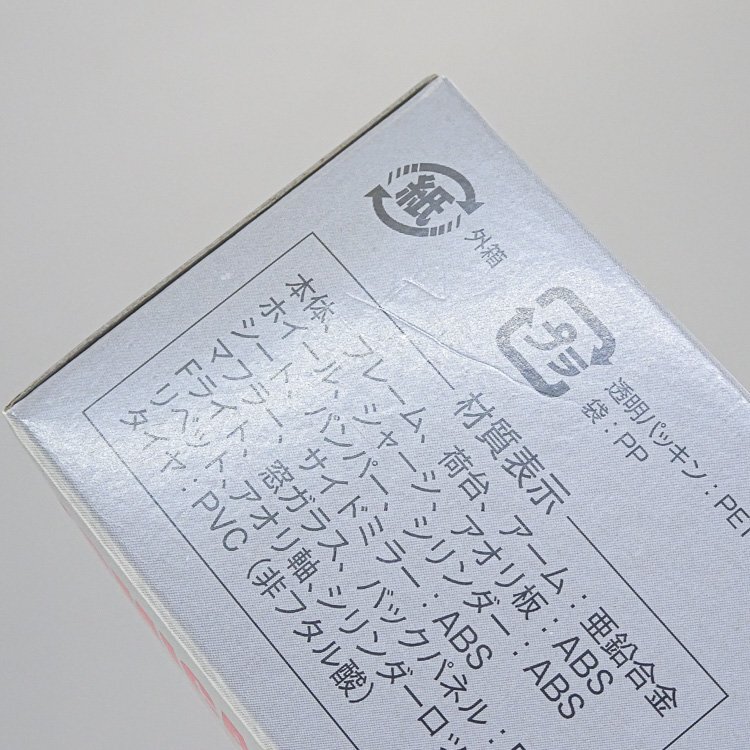 紙
外箱
プラ
透明パッキン：PET
袋：PP
材質表示
本体、フレーム、荷台、アーム：亜鉛合金
ホイール、シャーシ、アオリ板：ABS
シート、バンパー、シリンダー：ABS
マフラー、サイドミラー：ABS
Fライト、窓ガラス、バックパネル：
リベット、アオリ軸、シリンダーロッ
タイヤ：PVC（非フタル酸）